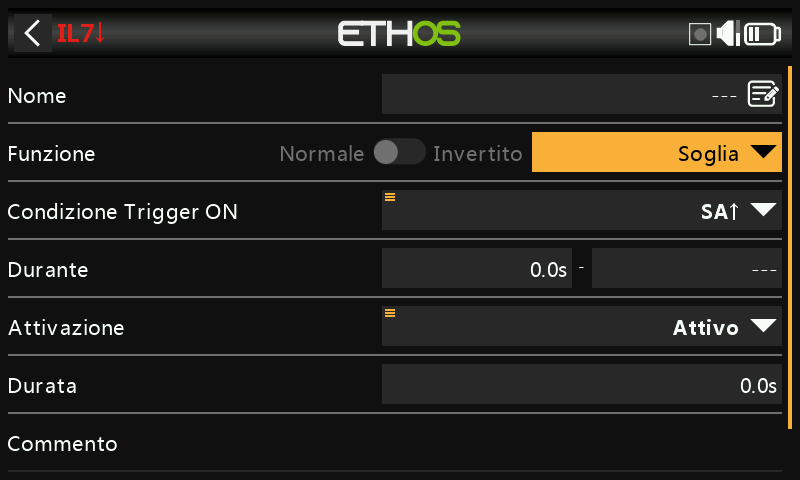 IL7↓ ETHOS
Nome ---
Funzione Normale Invertito Soglia
Condizione Trigger ON SA↑
Durante 0.0s - ---
Attivazione Attivo
Durata 0.0s
Commento